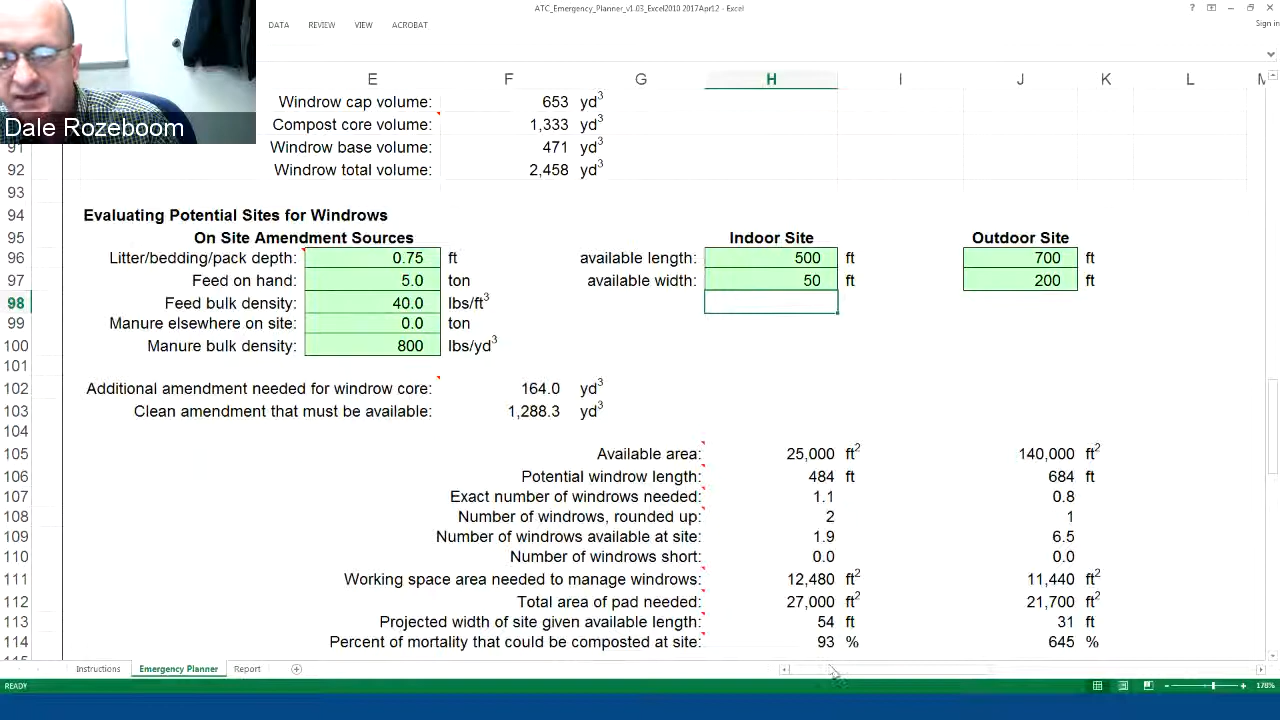 ATC_Emergency_Planner_v1.03_Excel2010 2017Apr12 - Excel
? 
Sign in
DATA REVIEW VIEW ACROBAT
E F G H I J K L M
Dale Rozeboom
Windrow cap volume: 653 yd³
Compost core volume: 1,333 yd³
91 Windrow base volume: 471 yd³
92 Windrow total volume: 2,458 yd³
93
94 Evaluating Potential Sites for Windrows
95 On Site Amendment Sources Indoor Site Outdoor Site
96 Litter/bedding/pack depth: 0.75 ft available length: 500 ft 700 ft
97 Feed on hand: 5.0 ton available width: 50 ft 200 ft
98 Feed bulk density: 40.0 lbs/ft³
99 Manure elsewhere on site: 0.0 ton
100 Manure bulk density: 800 lbs/yd³
101
102 Additional amendment needed for windrow core: 164.0 yd³
103 Clean amendment that must be available: 1,288.3 yd³
104
105 Available area: 25,000 ft² 140,000 ft²
106 Potential windrow length: 484 ft 684 ft
107 Exact number of windrows needed: 1.1 0.8
108 Number of windows, rounded up: 2 1
109 Number of windows available at site: 1.9 6.5
110 Number of windows short: 0.0 0.0
111 Working space area needed to manage windrows: 12,480 ft² 11,440 ft²
112 Total area of pad needed: 27,000 ft² 21,700 ft²
113 Projected width of site given available length: 54 ft 31 ft
114 Percent of mortality that could be composted at site: 93 % 645 %
Instructions Emergency Planner Report
READY 178%